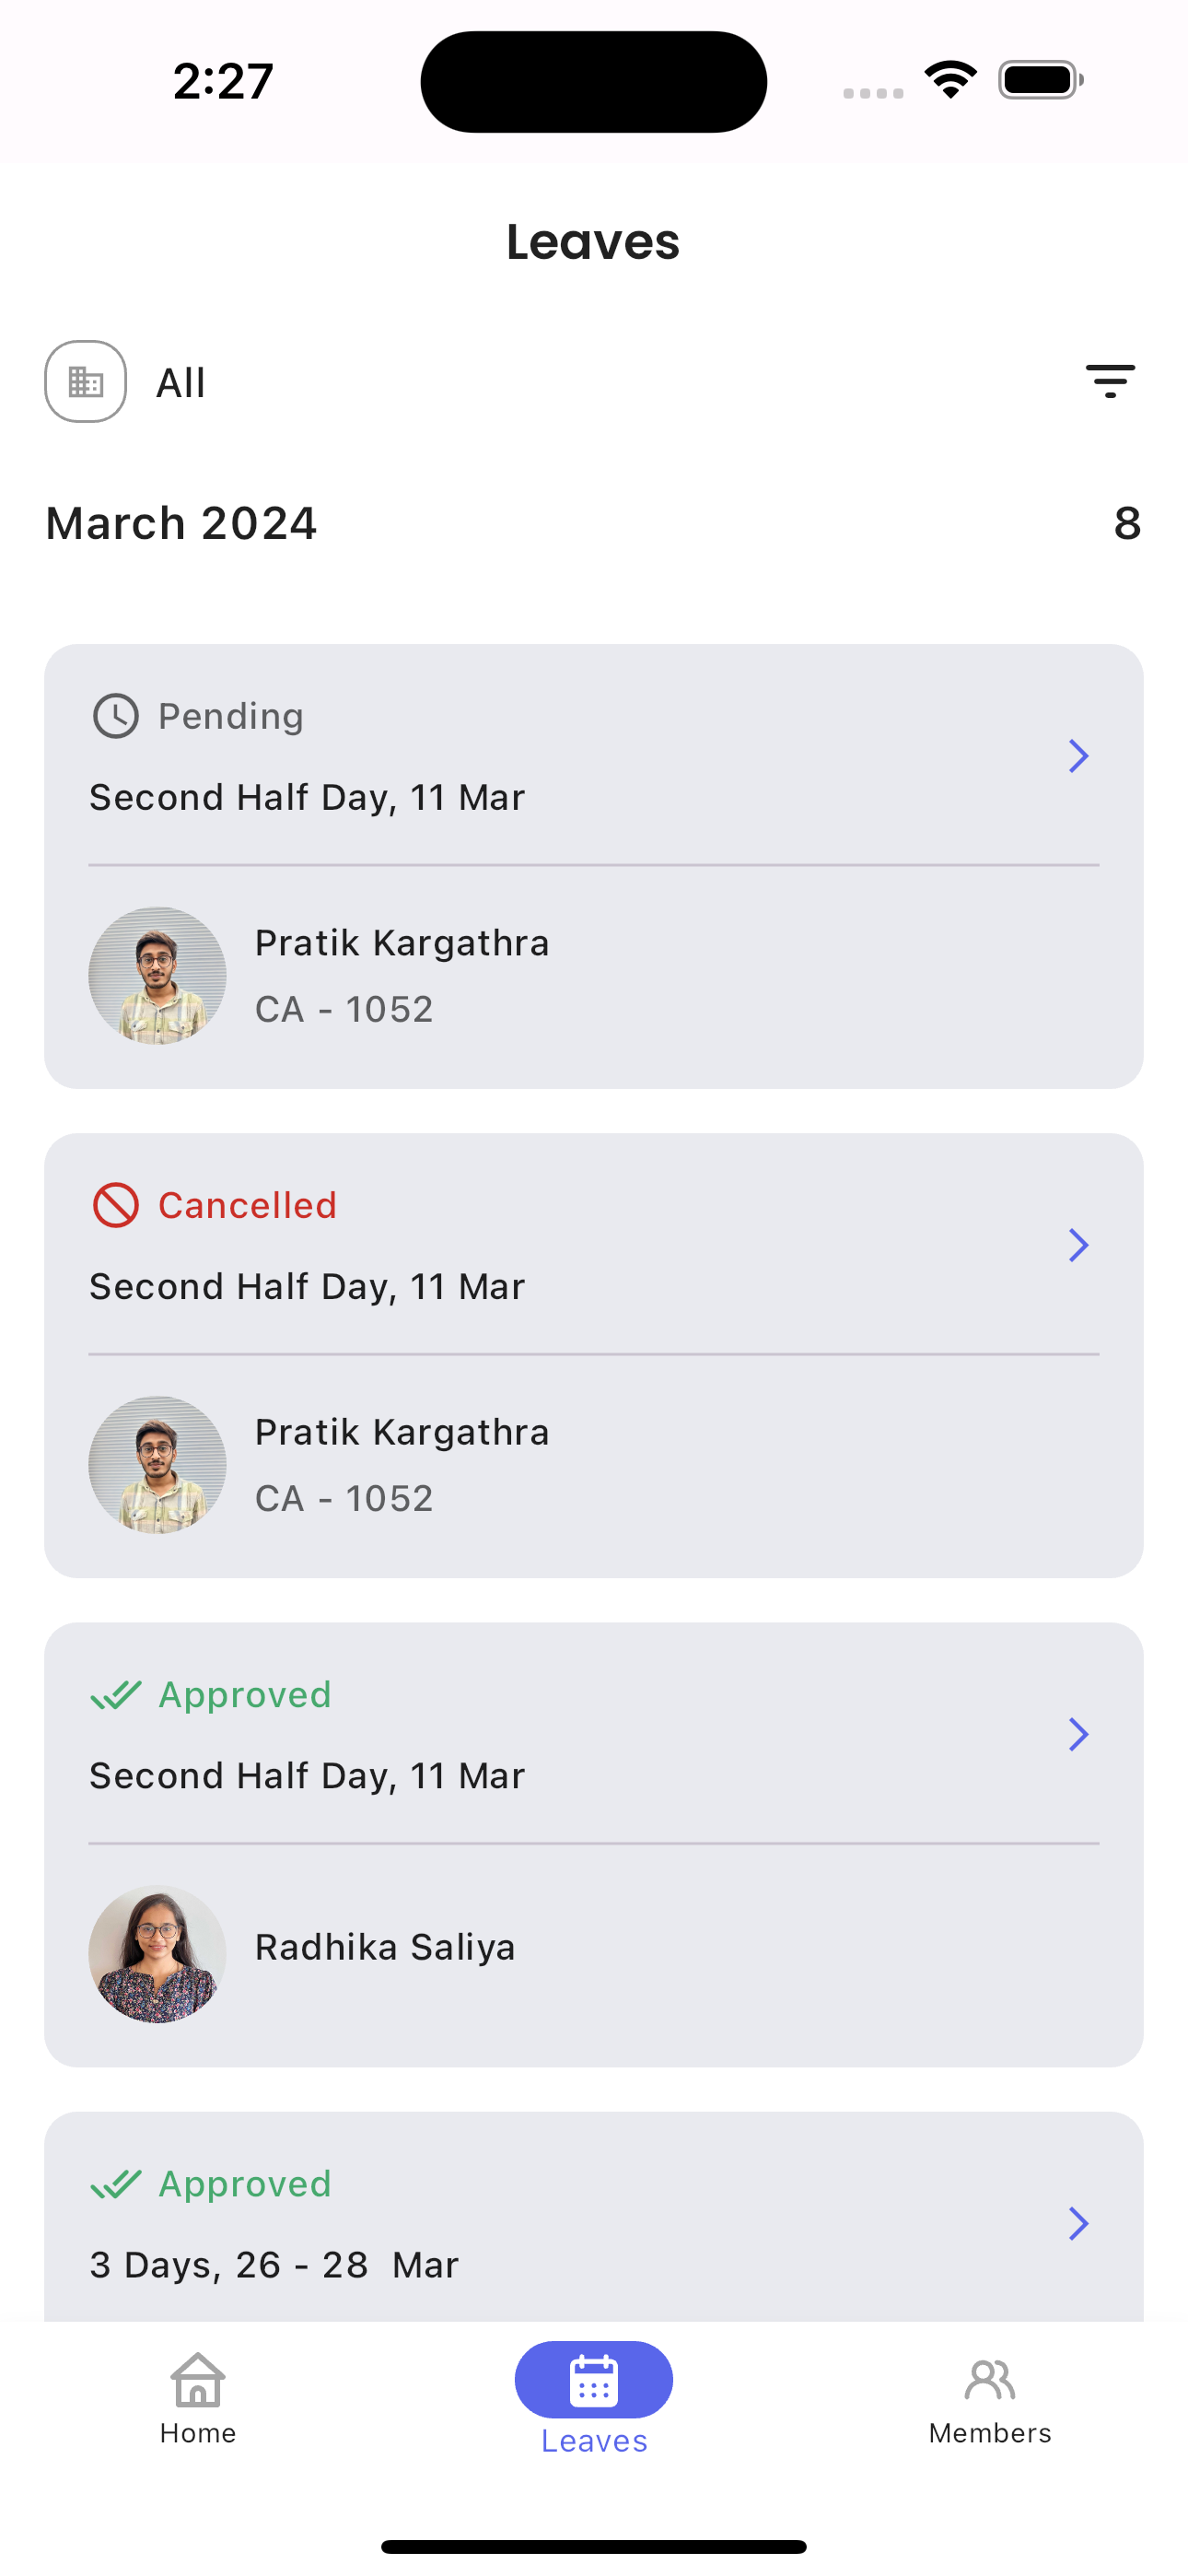 2:27
Leaves
All
March 2024 8
Pending
Second Half Day, 11 Mar
Pratik Kargathra
CA - 1052
Cancelled
Second Half Day, 11 Mar
Pratik Kargathra
CA - 1052
Approved
Second Half Day, 11 Mar
Radhika Saliya
Approved
3 Days, 26 - 28  Mar
Home Leaves Members